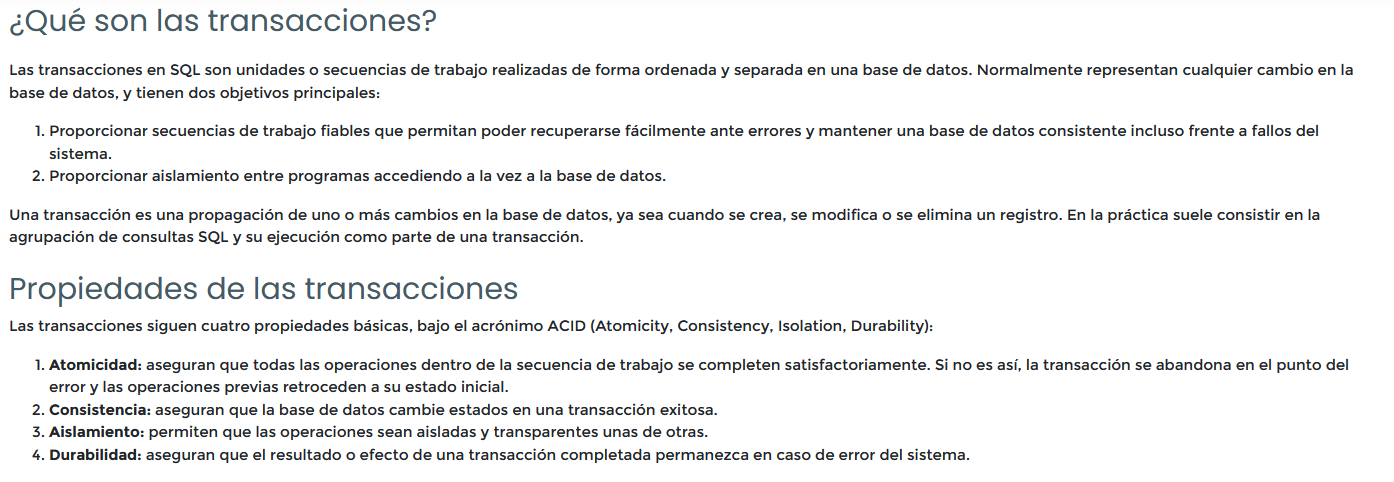 ¿Qué son las transacciones?
Las transacciones en SQL son unidades o secuencias de trabajo realizadas de forma ordenada y separada en una base de datos. Normalmente representan cualquier cambio en la
base de datos, y tienen dos objetivos principales:
1. Proporcionar secuencias de trabajo fiables que permitan poder recuperarse fácilmente ante errores y mantener una base de datos consistente incluso frente a fallos del
sistema.
2. Proporcionar aislamiento entre programas accediendo a la vez a la base de datos.
Una transacción es una propagación de uno o más cambios en la base de datos, ya sea cuando se crea, se modifica o se elimina un registro. En la práctica suele consistir en la
agrupación de consultas SQL y su ejecución como parte de una transacción.
Propiedades de las transacciones
Las transacciones siguen cuatro propiedades básicas, bajo el acrónimo ACID (Atomicity, Consistency, Isolation, Durability):
1. Atomicidad: aseguran que todas las operaciones dentro de la secuencia de trabajo se completen satisfactoriamente. Si no es así, la transacción se abandona en el punto del
error y las operaciones previas retroceden a su estado inicial.
2. Consistencia: aseguran que la base de datos cambie estados en una transacción exitosa.
3. Aislamiento: permiten que las operaciones sean aisladas y transparentes unas de otras.
4. Durabilidad: aseguran que el resultado o efecto de una transacción completada permanezca en caso de error del sistema.